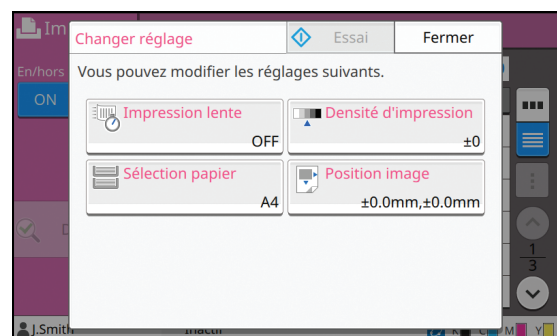 Im
Changer réglage
Essai
Fermer
En/hors
Vous pouvez modifier les réglages suivants.
ON
Impression lente
OFF
Densité d'impression
±0
Sélection papier
A4
Position image
±0.0mm,±0.0mm
1
3
J.Smith
Inactif
K C M Y